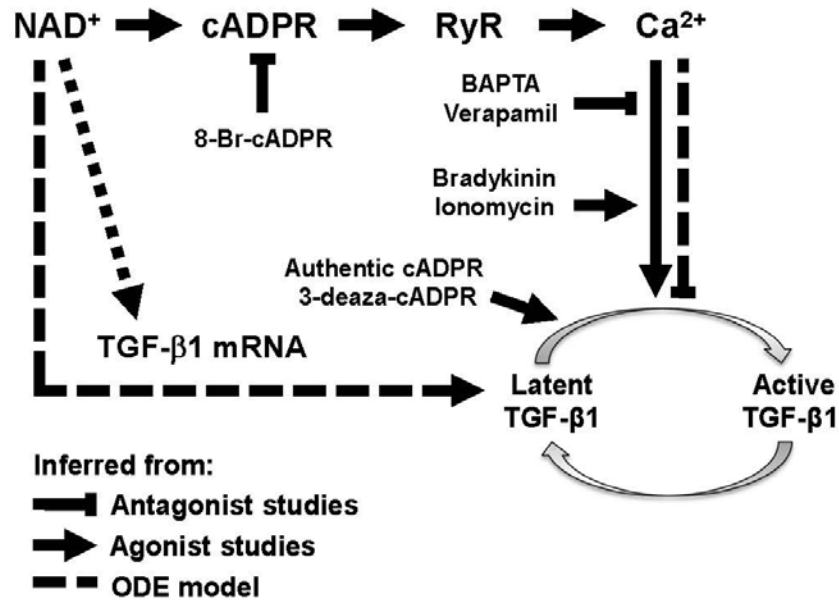 NAD⁺ cADPR RyR Ca²⁺
BAPTA
Verapamil
8-Br-cADPR
Bradykinin
Ionomycin
Authentic cADPR
3-deaza-cADPR
TGF-β1 mRNA
Latent
TGF-β1
Active
TGF-β1
Inferred from:
Antagonist studies
Agonist studies
ODE model